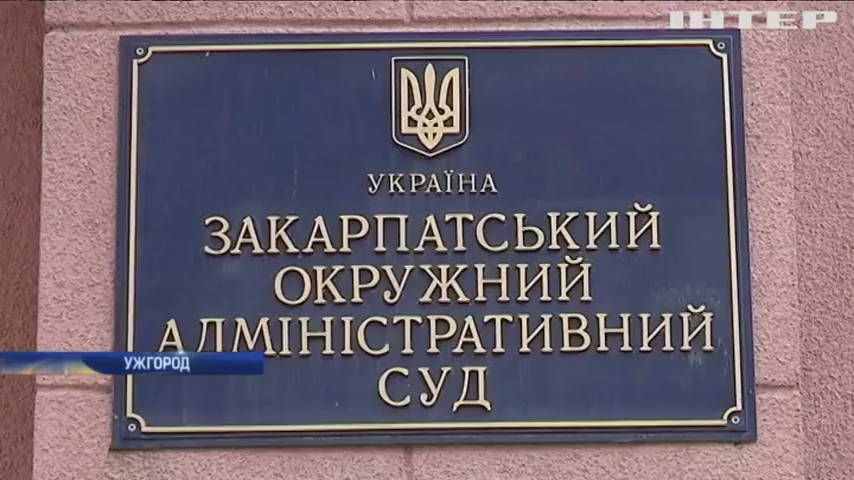 ІНТЕР
УКРАЇНА
ЗАКАРПАТСЬКИЙ
ОКРУЖНИЙ
АДМІНІСТРАТИВНИЙ
УЖГОРОД
СУД